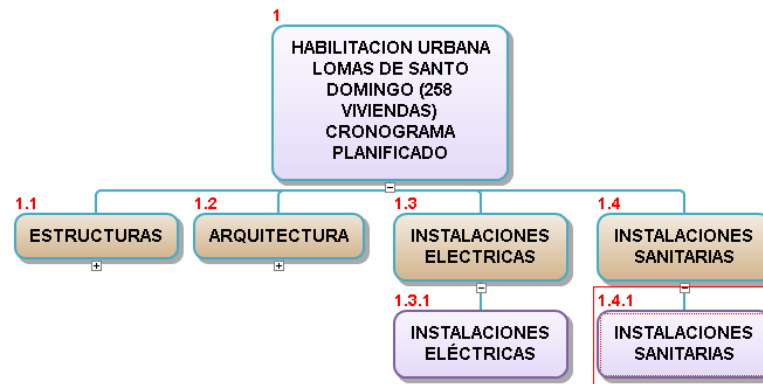 1
HABILITACION URBANA
LOMAS DE SANTO
DOMINGO (258
VIVIENDAS)
CRONOGRAMA
PLANIFICADO
1.1
ESTRUCTURAS
1.2
ARQUITECTURA
1.3
INSTALACIONES
ELECTRICAS
1.4
INSTALACIONES
SANITARIAS
1.3.1
INSTALACIONES
ELÉCTRICAS
1.4.1
INSTALACIONES
SANITARIAS